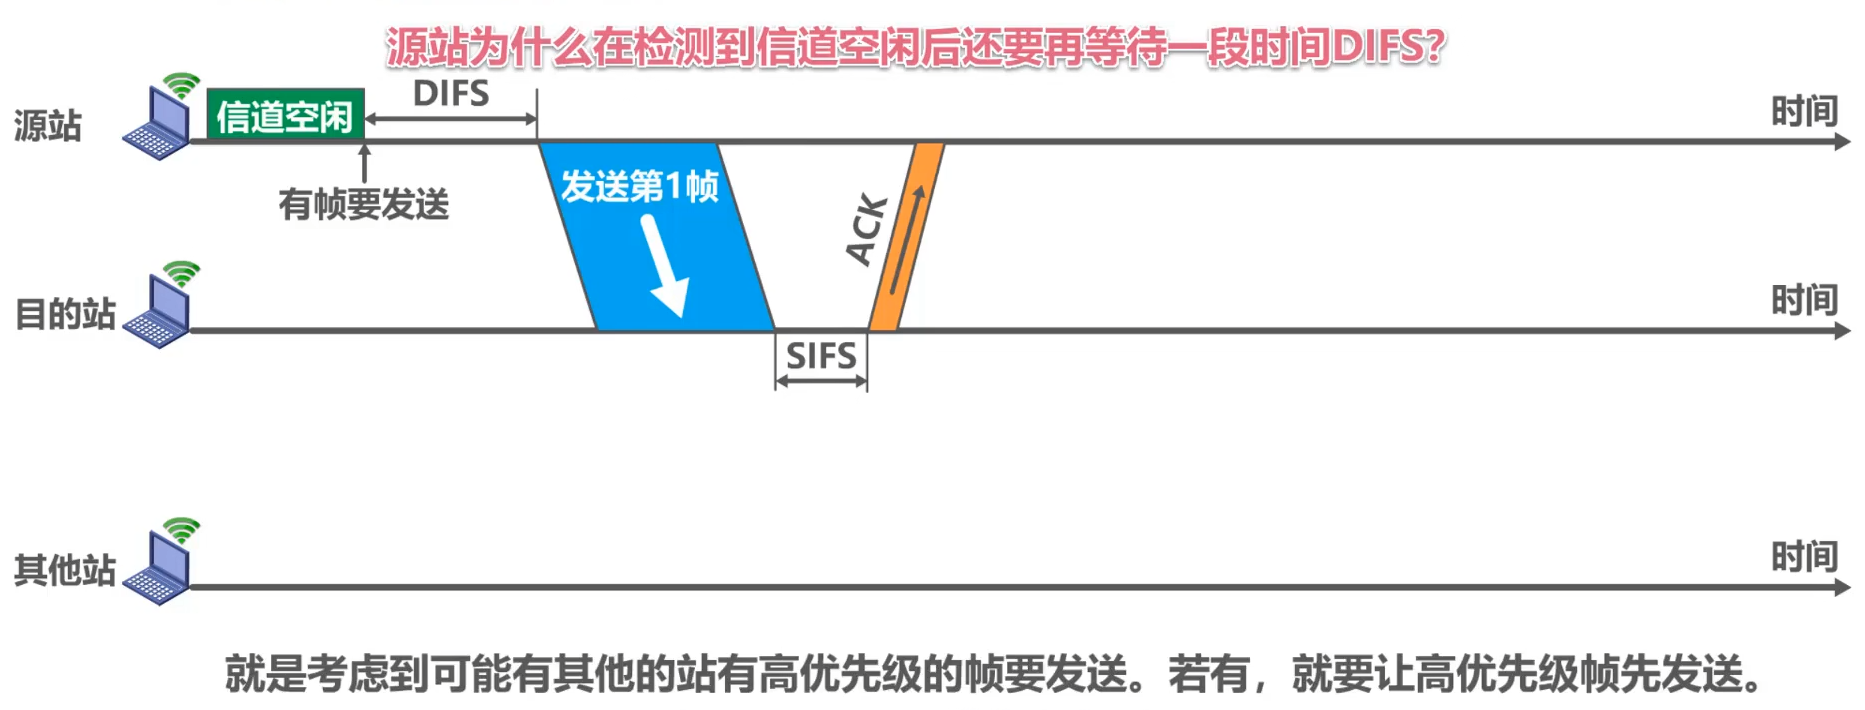 源站为什么在检测到信道空闲后还要再等待一段时间DIFS?
DIFS
源站
信道空闲
时间
有帧要发送
发送第1帧
ACK
目的站
时间
SIFS
其他站
时间
就是考虑到可能有其他的站有高优先级的帧要发送。若有，就要让高优先级帧先发送。